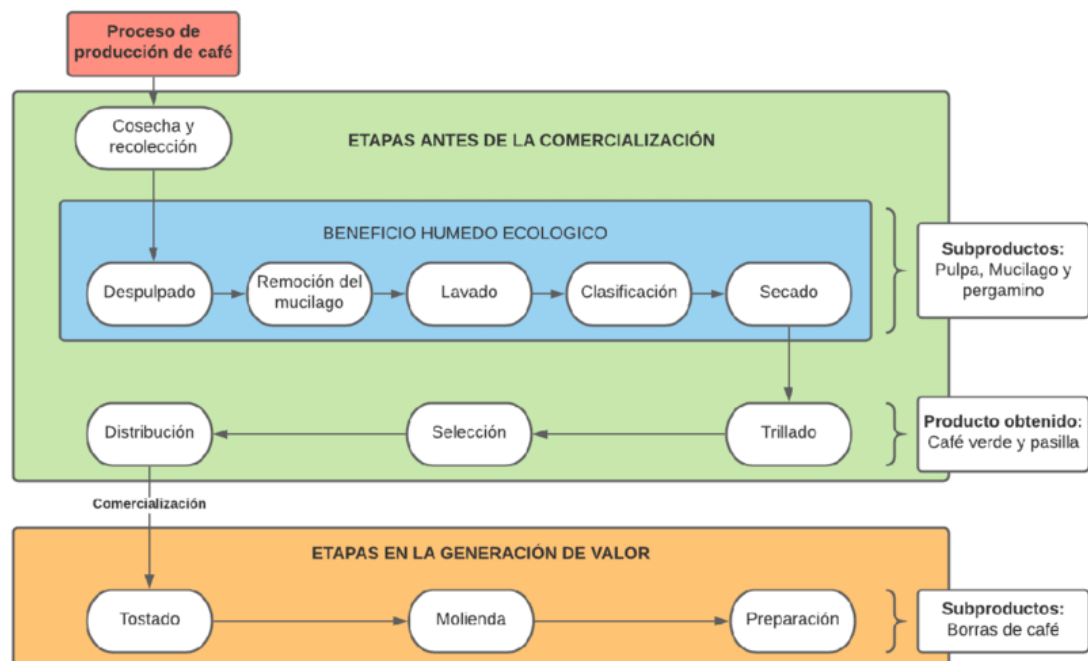 Proceso de
producción de café
Cosecha y
recolección
ETAPAS ANTES DE LA COMERCIALIZACIÓN
BENEFICIO HUMEDO ECOLOGICO
Despulpado
Remoción del
mucilago
Lavado
Clasificación
Secado
Subproductos:
Pulpa, Mucilago y
pergamino
Distribución
Selección
Trillado
Producto obtenido:
Café verde y pasilla
Comercialización
ETAPAS EN LA GENERACIÓN DE VALOR
Tostado
Molienda
Preparación
Subproductos:
Borras de café